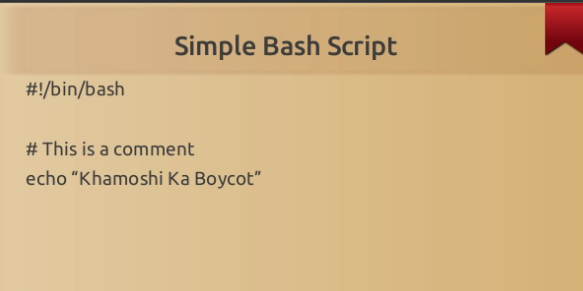 Simple Bash Script
#!/bin/bash
# This is a comment
echo “Khamoshi Ka Boycot”